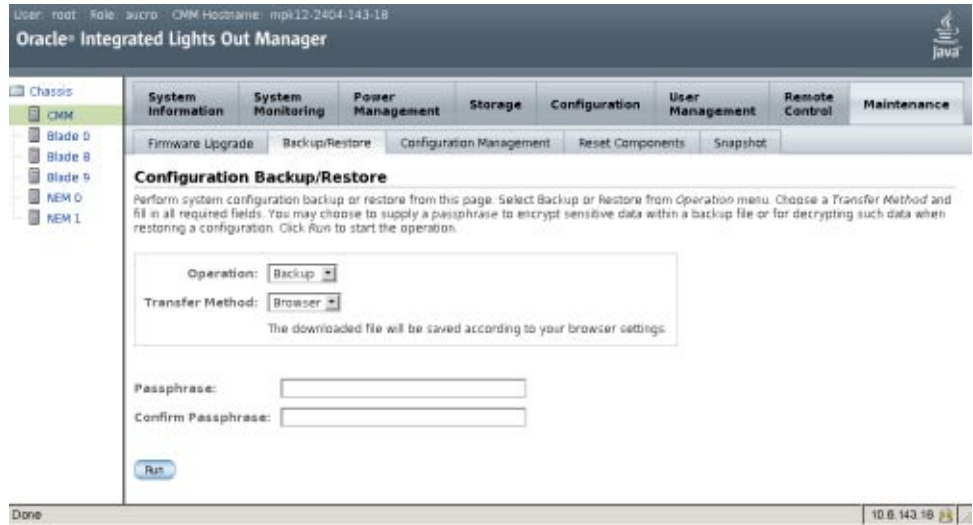 User: root Role: aucro CMM Hostname: mpk12-2404-143-18
Oracle® Integrated Lights Out Manager
Java
Chassis
CMM
Blade 0
Blade 8
Blade 9
NEM 0
NEM 1
System Information
System Monitoring
Power Management
Storage
Configuration
User Management
Remote Control
Maintenance
Firmware Upgrade
Backup/Restore
Configuration Management
Reset Components
Snapshot
Configuration Backup/Restore
Perform system configuration backup or restore from this page. Select Backup or Restore from Operation menu. Choose a Transfer Method and
fill in all required fields. You may choose to supply a passphrase to encrypt sensitive data within a backup file or for decrypting such data when
restoring a configuration. Click Run to start the operation.
Operation: Backup
Transfer Method: Browser
The downloaded file will be saved according to your browser settings
Passphrase:
Confirm Passphrase:
Run
Done
10.6.143.18